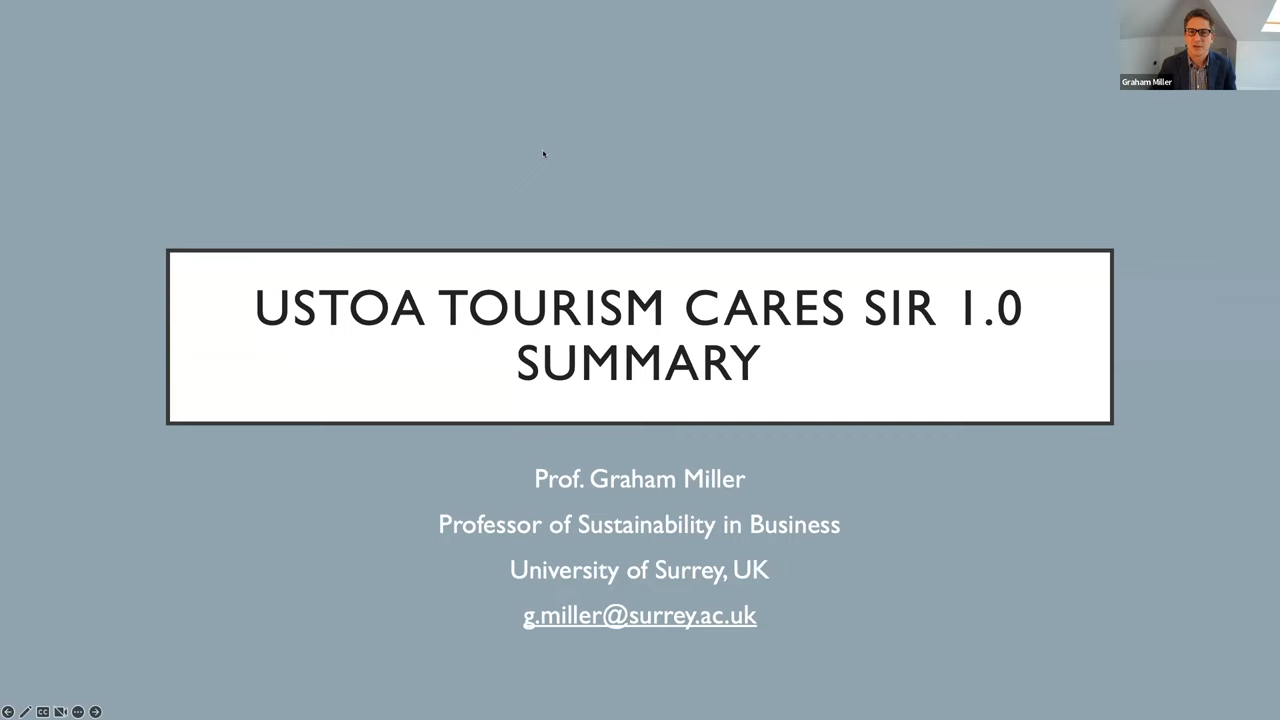 Graham Miller
USTOA TOURISM CARES SIR 1.0
SUMMARY
Prof. Graham Miller
Professor of Sustainability in Business
University of Surrey, UK
g.miller@surrey.ac.uk
CC